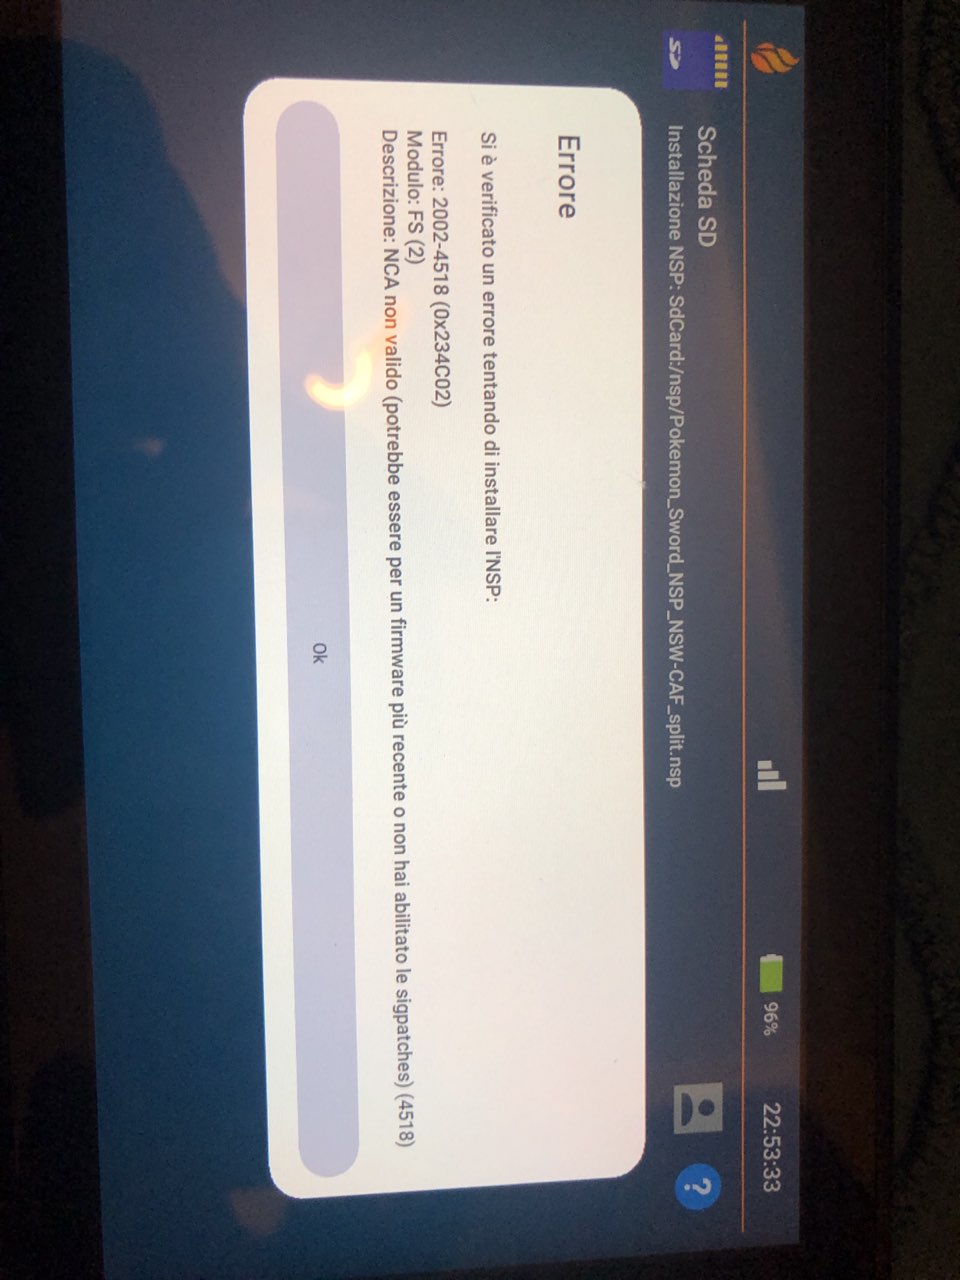 22:53:33
96%
SD
Scheda SD
Installazione NSP: SdCard:/nsp/Pokemon_Sword_NSP_NSW-CAF_split.nsp
?
Errore
Si è verificato un errore tentando di installare l'NSP:
Errore: 2002-4518 (0x234C02)
Modulo: FS (2)
Descrizione: NCA non valido (potrebbe essere per un firmware più recente o non hai abilitato le sigpatches) (4518)
Ok